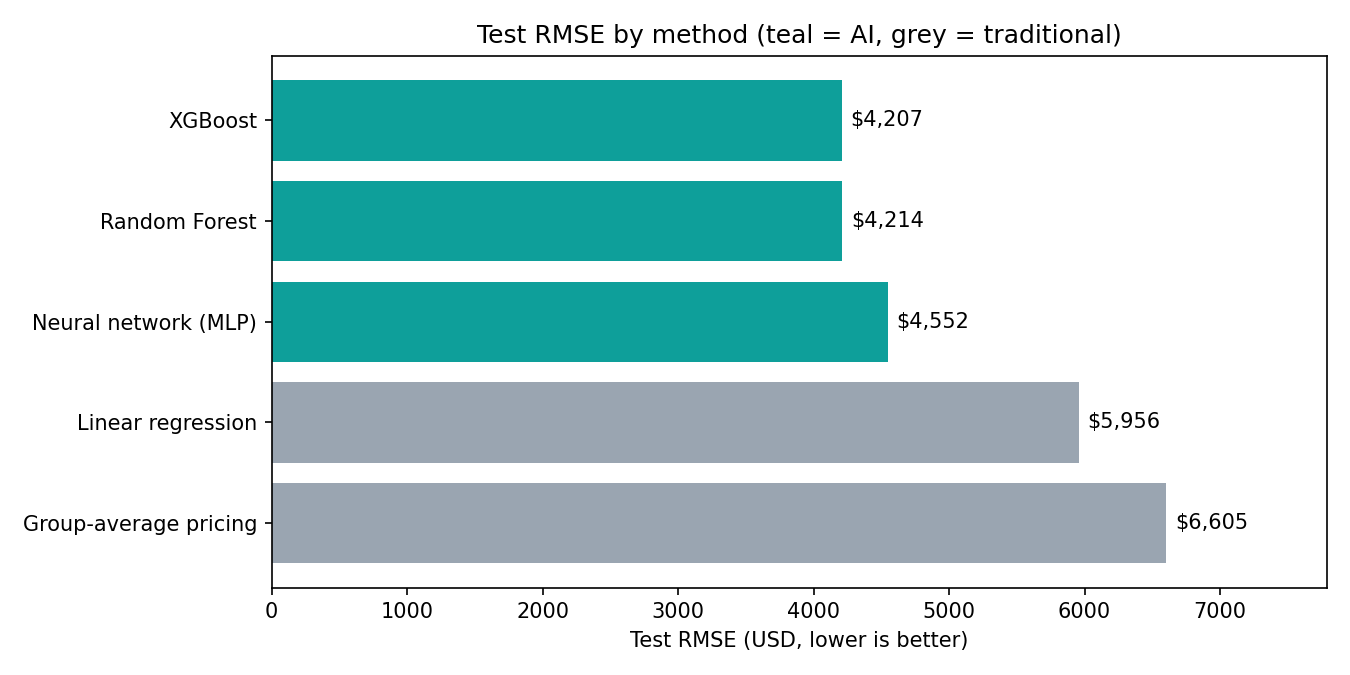 Test RMSE by method (teal = AI, grey = traditional)
XGBoost
$4,207
Random Forest
$4,214
Neural network (MLP)
$4,552
Linear regression
$5,956
Group-average pricing
$6,605
0 1000 2000 3000 4000 5000 6000 7000
Test RMSE (USD, lower is better)